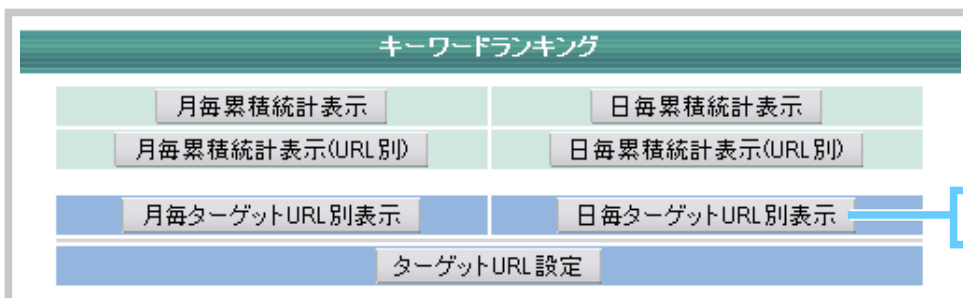 キーワードランキング
月毎累積統計表示 日毎累積統計表示
月毎累積統計表示(URL別) 日毎累積統計表示(URL別)
月毎ターゲットURL別表示 日毎ターゲットURL別表示
ターゲットURL設定